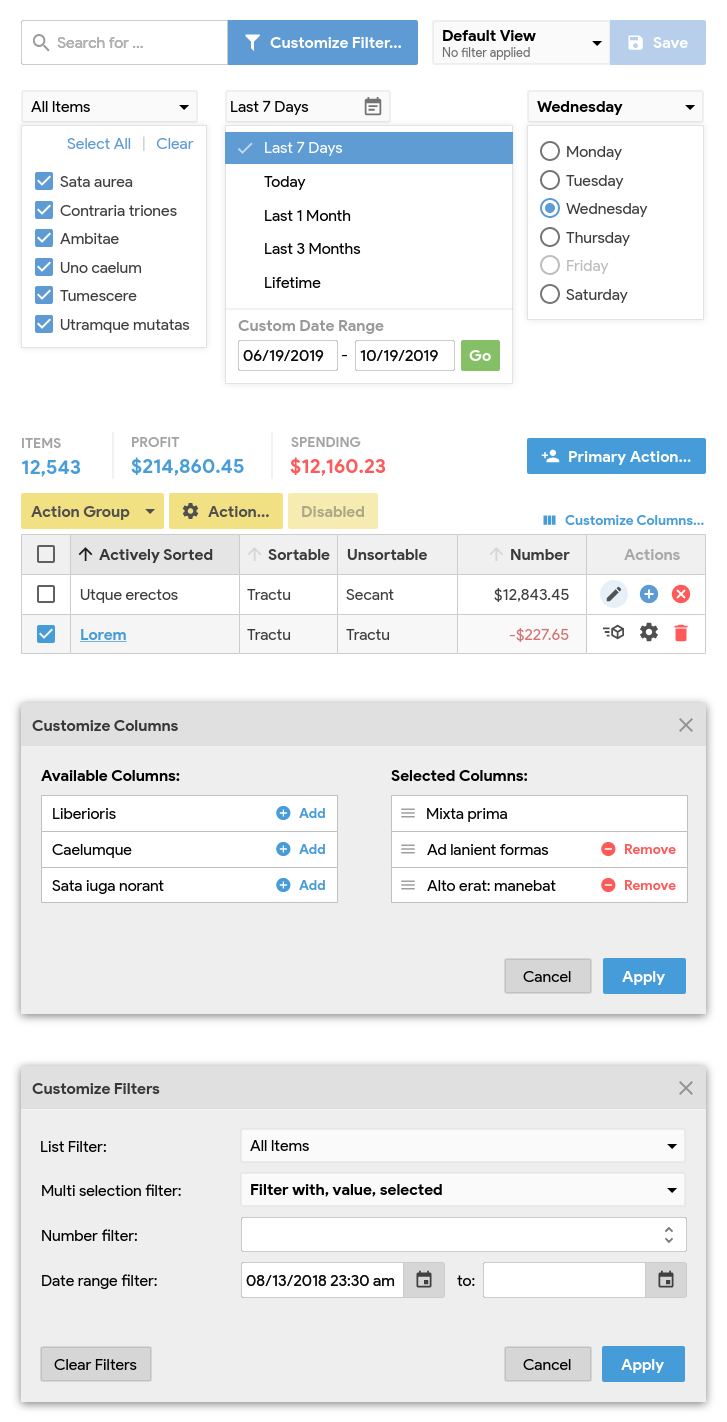 Search for ...
Customize Filter...
Default View
No filter applied
Save
All Items
Select All | Clear
Sata aurea
Contraria triones
Ambitae
Uno caelum
Tumescere
Utramque mutatas
Last 7 Days
Last 7 Days
Today
Last 1 Month
Last 3 Months
Lifetime
Custom Date Range
06/19/2019 - 10/19/2019 Go
Wednesday
Monday
Tuesday
Wednesday
Thursday
Friday
Saturday
ITEMS
12,543
PROFIT
$214,860.45
SPENDING
$12,160.23
Primary Action...
Action Group
Action...
Disabled
Customize Columns...
Actively Sorted Sortable Unsortable Number Actions
Utque erectos Tractu Secant $12,843.45
Lorem Tractu Tractu -$227.65
Customize Columns
Available Columns:
Liberioris Add
Caelumque Add
Sata iuga norant Add
Selected Columns:
Mixta prima
Ad lanient formas Remove
Alto erat: manebat Remove
Cancel Apply
Customize Filters
List Filter: All Items
Multi selection filter: Filter with, value, selected
Number filter:
Date range filter: 08/13/2018 23:30 am to:
Clear Filters Cancel Apply